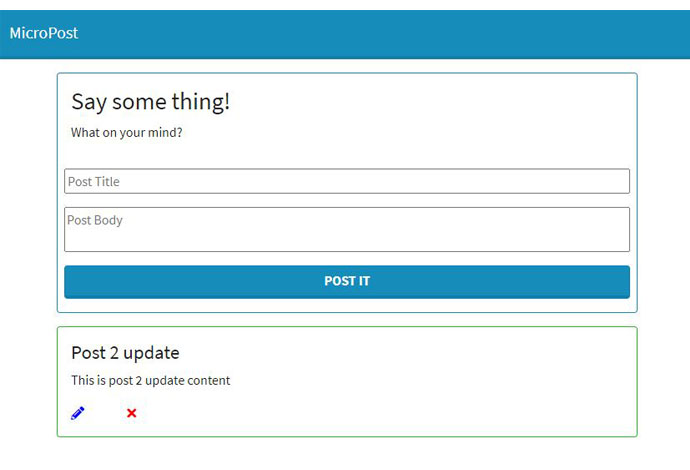 MicroPost
Say some thing!
What on your mind?
Post Title
Post Body
POST IT
Post 2 update
This is post 2 update content